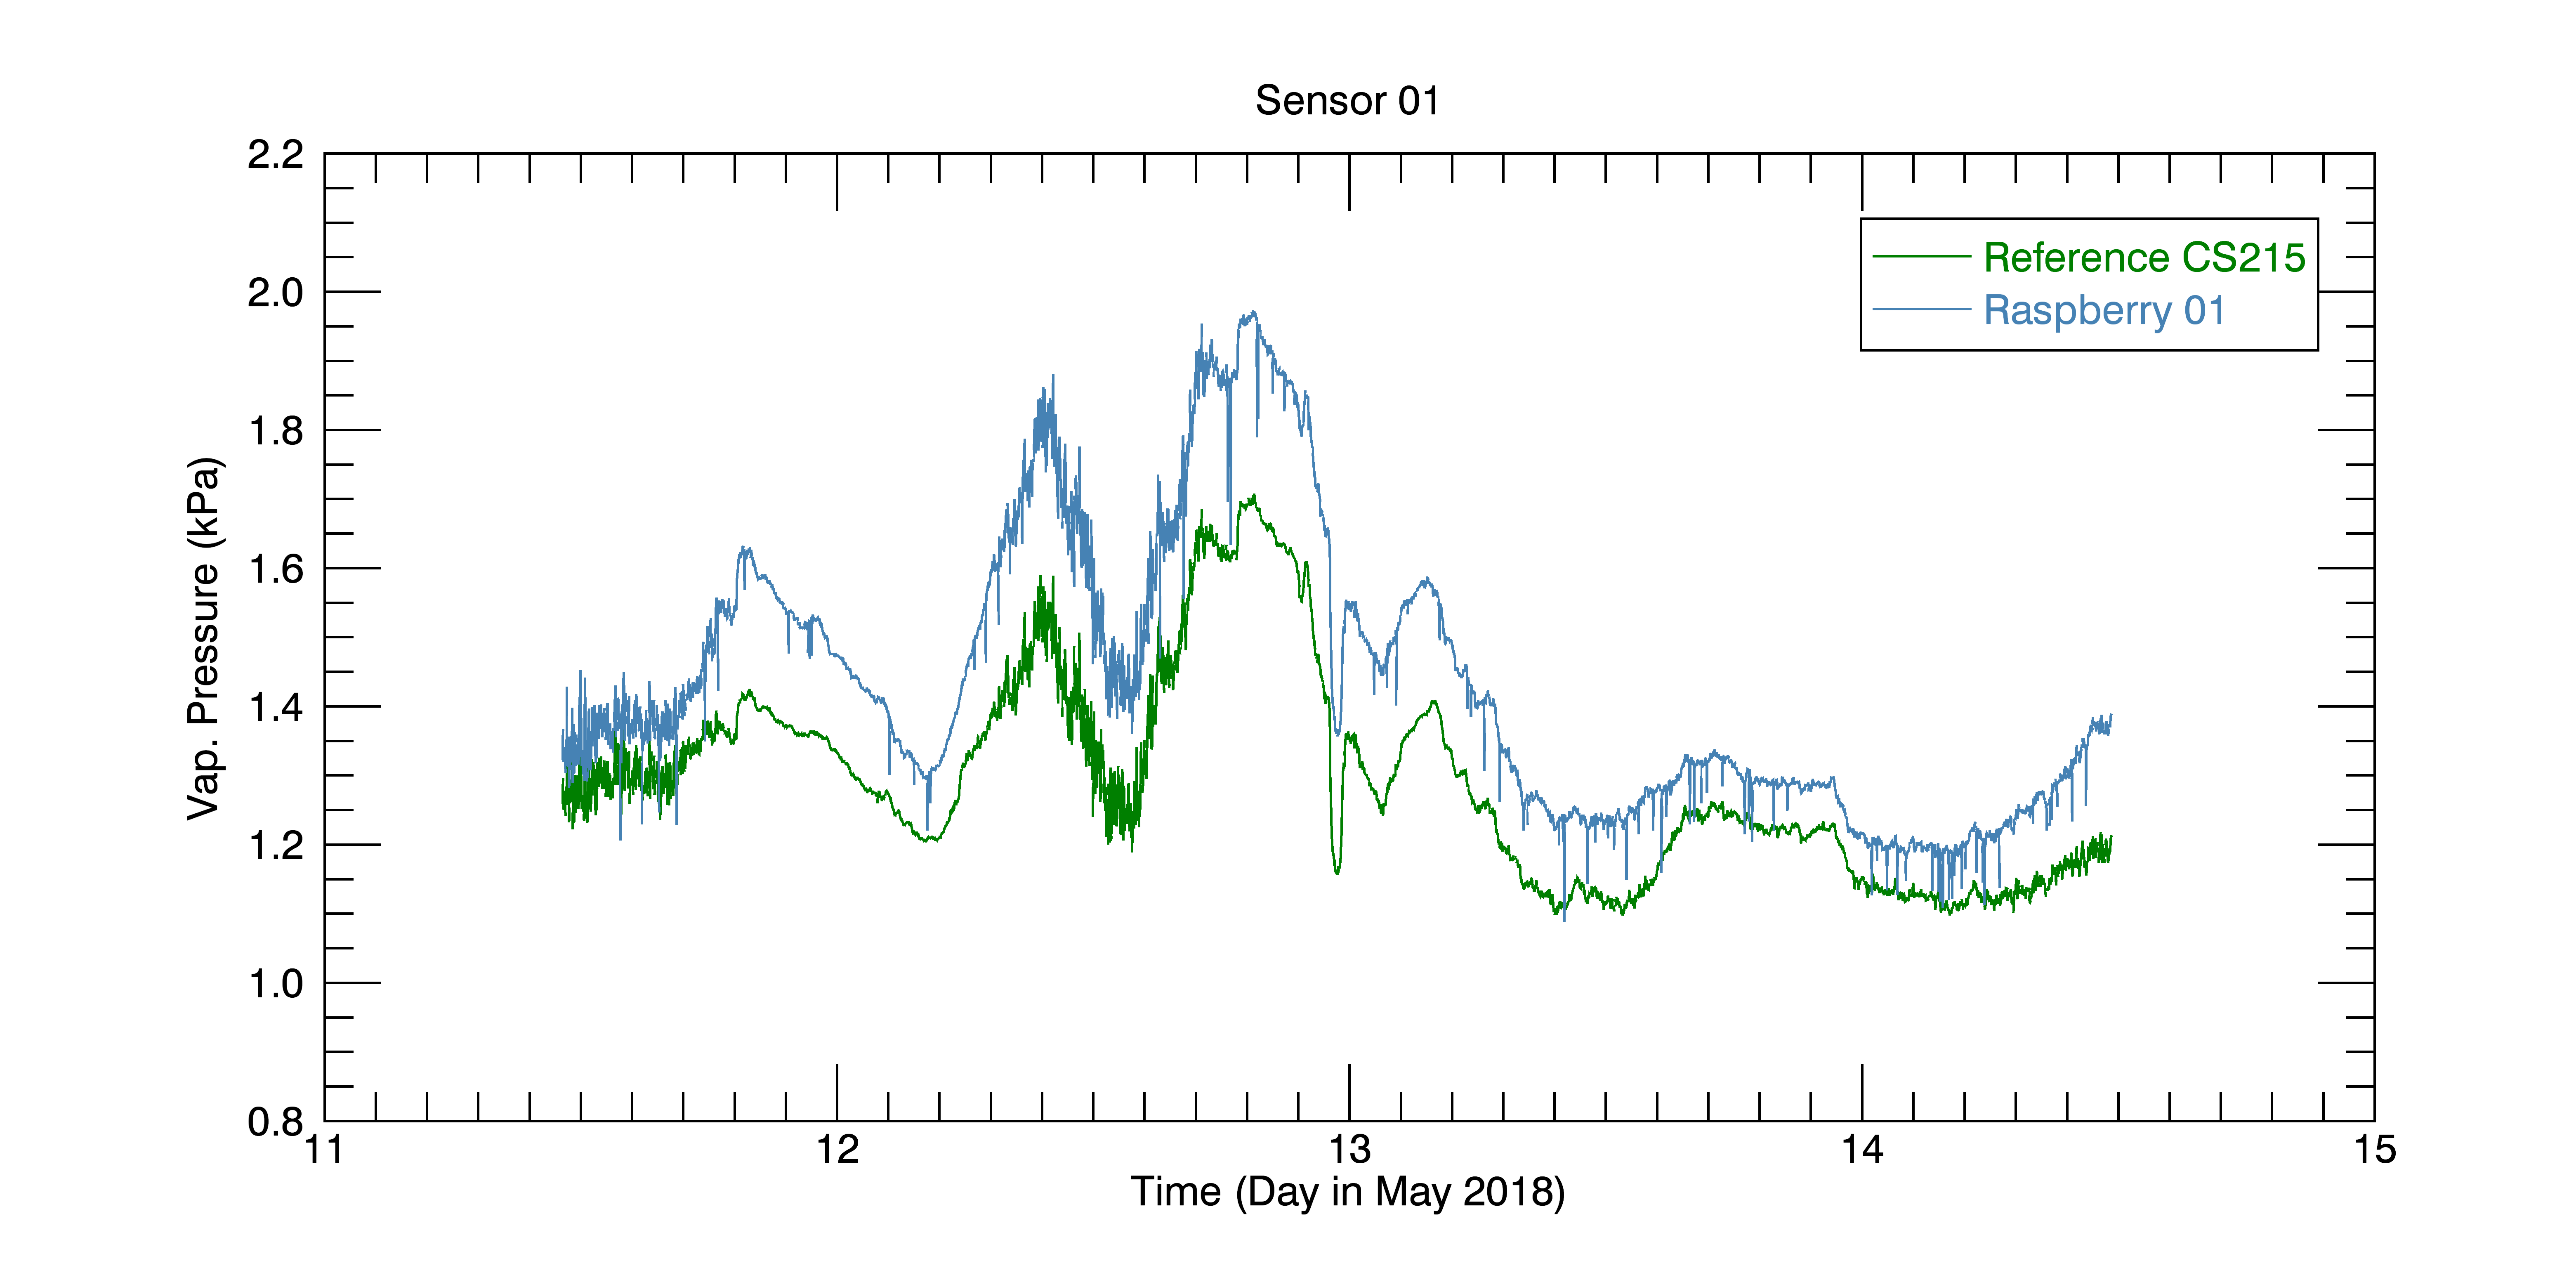 Sensor 01
2.2
2.0
1.8
1.6
1.4
1.2
1.0
0.8
Vap. Pressure (kPa)
Reference CS215
Raspberry 01
11 12 13 14 15
Time (Day in May 2018)